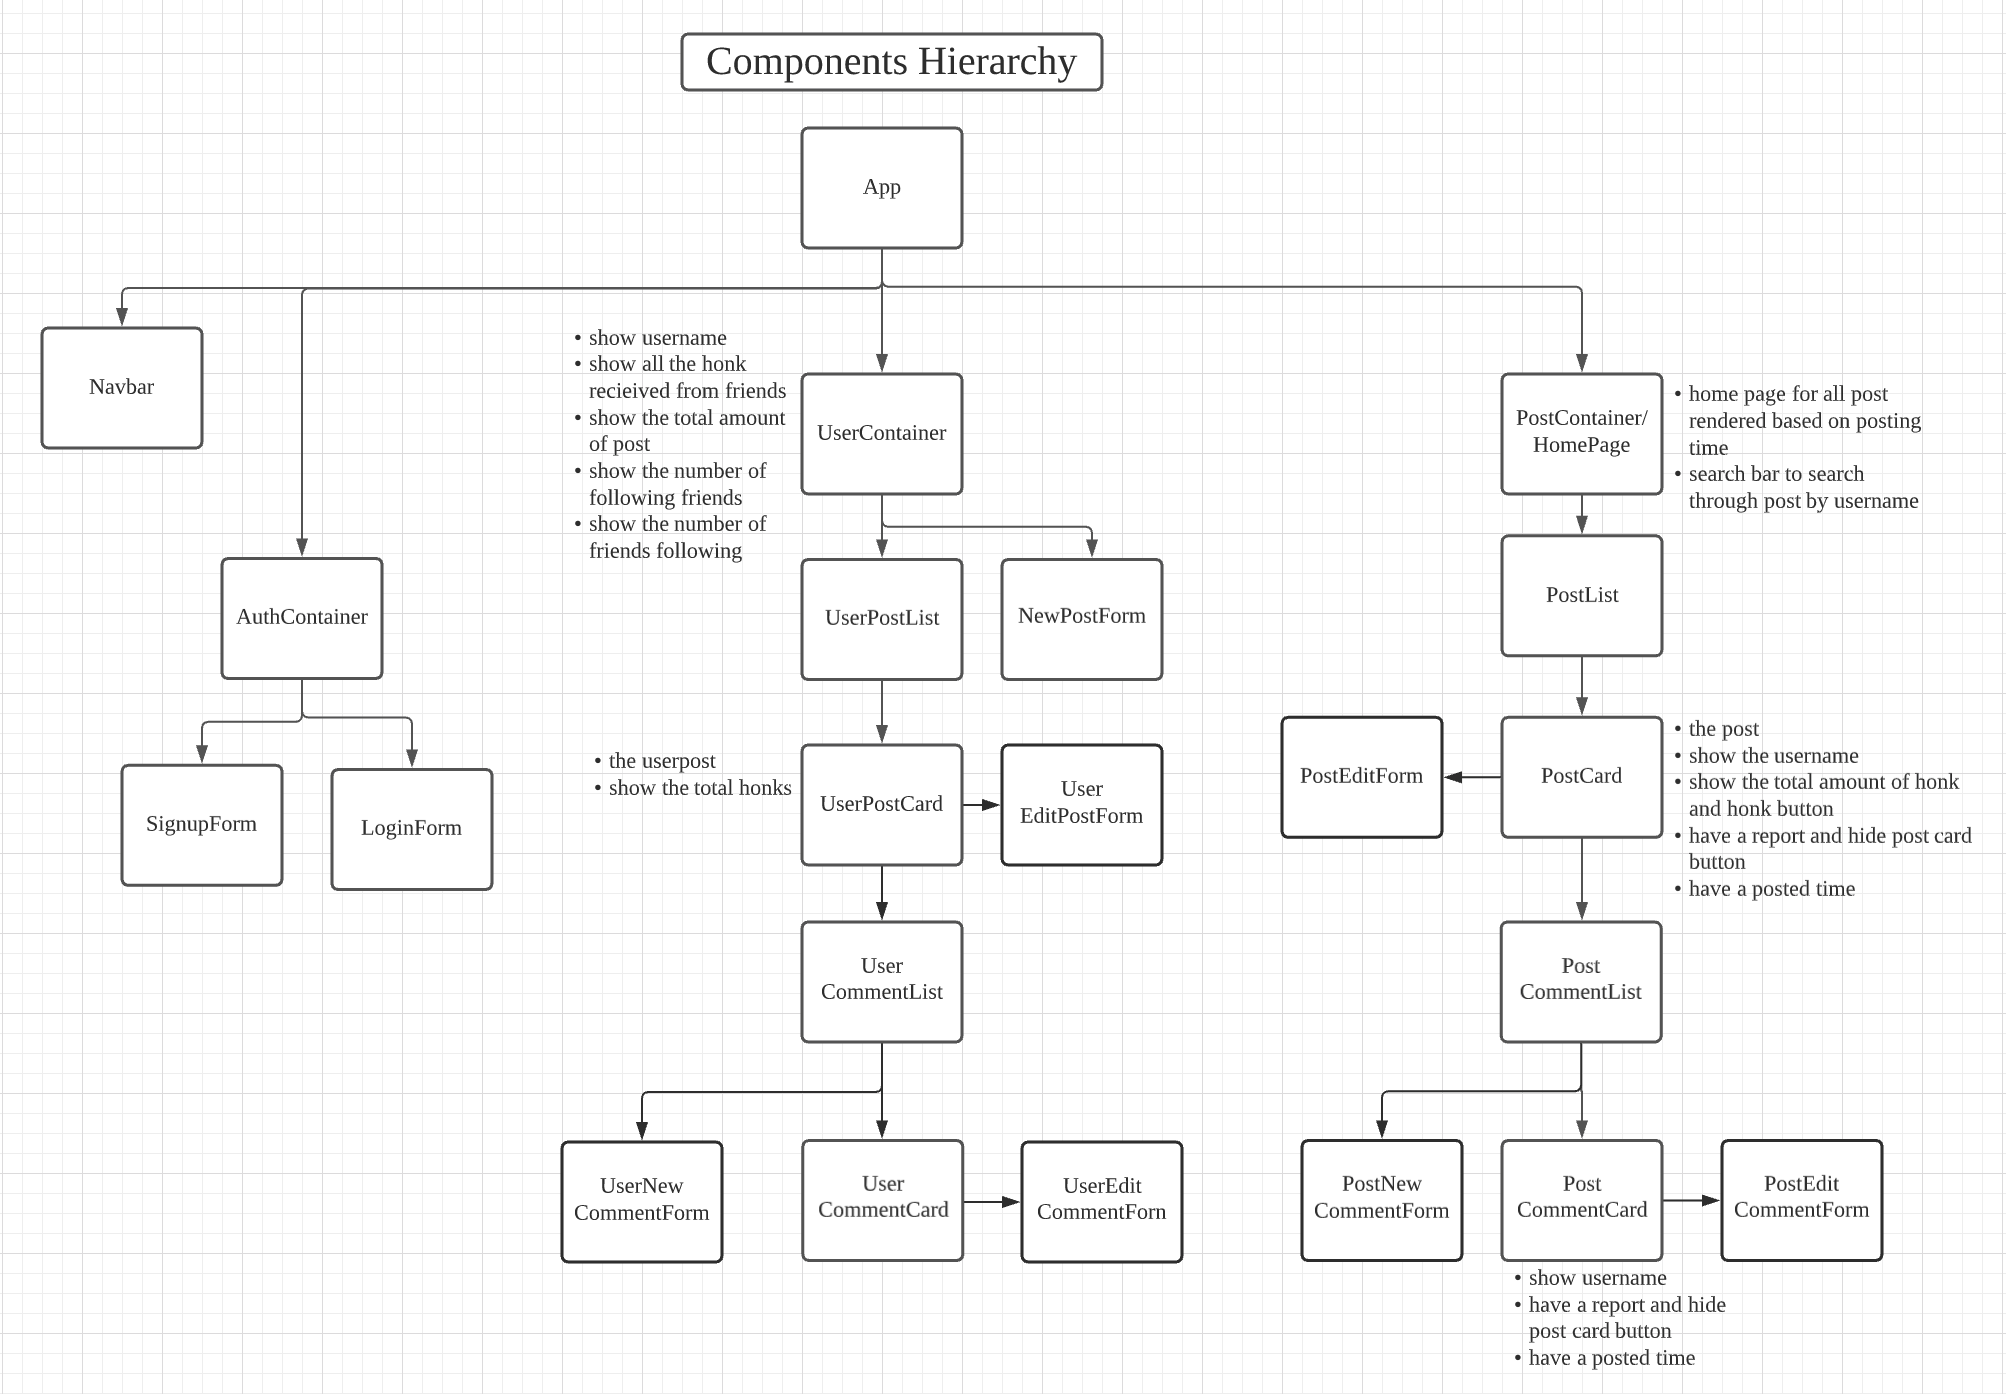 Components Hierarchy
App
Navbar
• show username
• show all the honk
recieived from friends
• show the total amount
of post
• show the number of
following friends
• show the number of
friends following
UserContainer
PostContainer/
HomePage
• home page for all post
rendered based on posting
time
• search bar to search
through post by username
AuthContainer
UserPostList
NewPostForm
PostList
SignupForm
LoginForm
• the userpost
• show the total honks
UserPostCard
User
EditPostForm
PostEditForm
PostCard
• the post
• show the username
• show the total amount of honk
and honk button
• have a report and hide post card
button
• have a posted time
User
CommentList
Post
CommentList
UserNew
CommentForm
User
CommentCard
UserEdit
CommentForn
PostNew
CommentForm
Post
CommentCard
PostEdit
CommentForm
• show username
• have a report and hide
post card button
• have a posted time